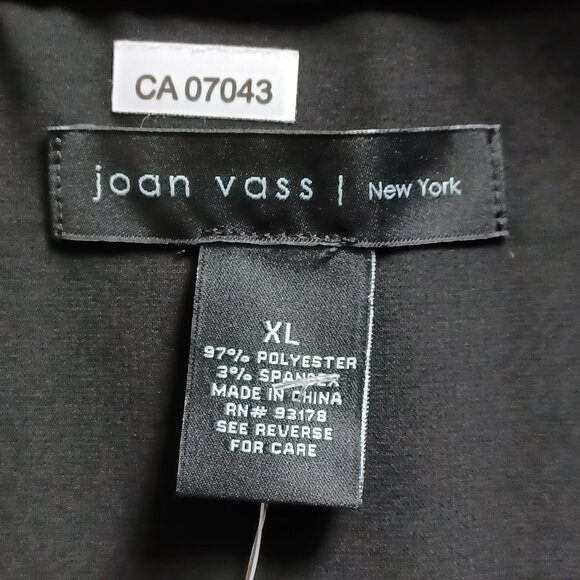 CA 07043
joan vass | New York
XL
97% POLYESTER
3% SPANDEX
MADE IN CHINA
RN# 93178
SEE REVERSE
FOR CARE